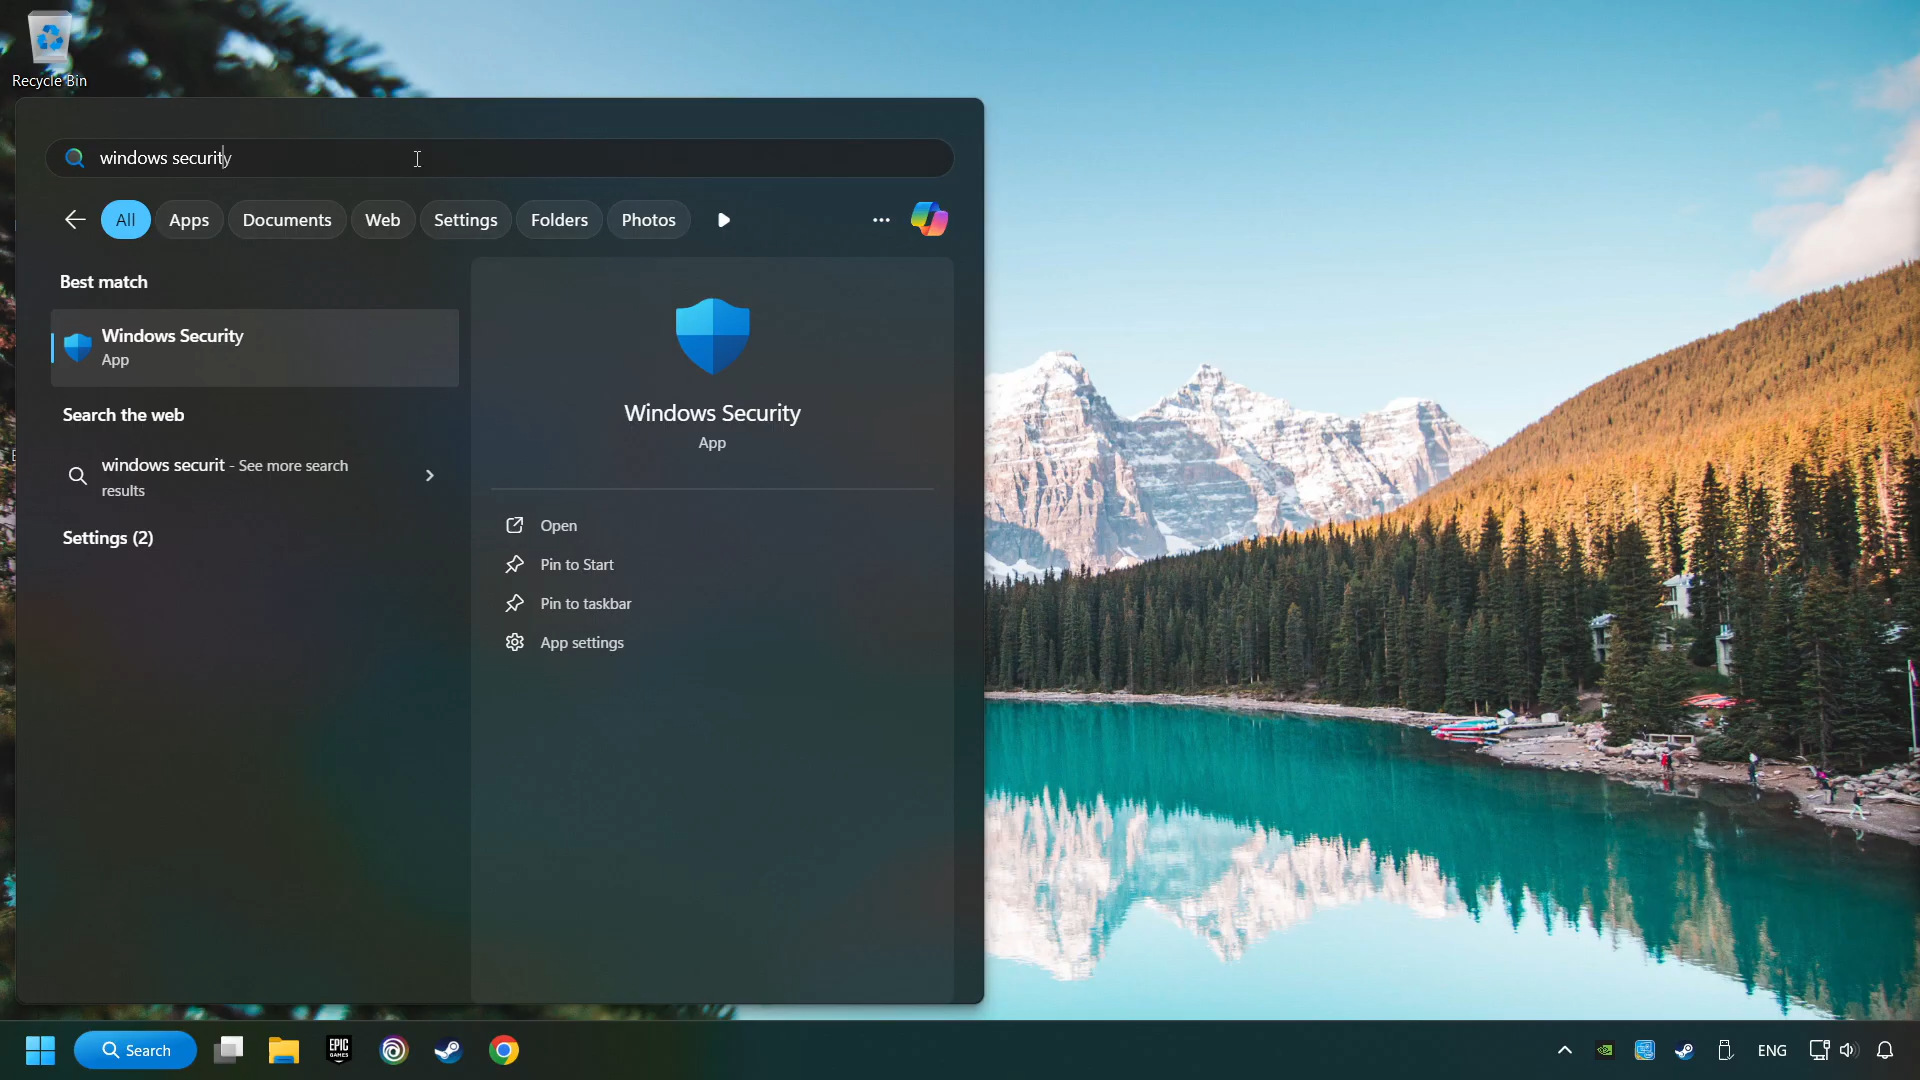 Recycle Bin
windows security
All
Apps
Documents
Web
Settings
Folders
Photos
Best match
Windows Security
App
Search the web
windows securit - See more search
results
Settings (2)
Windows Security
App
Open
Pin to Start
Pin to taskbar
App settings
Search
EPIC
GAMES
ENG